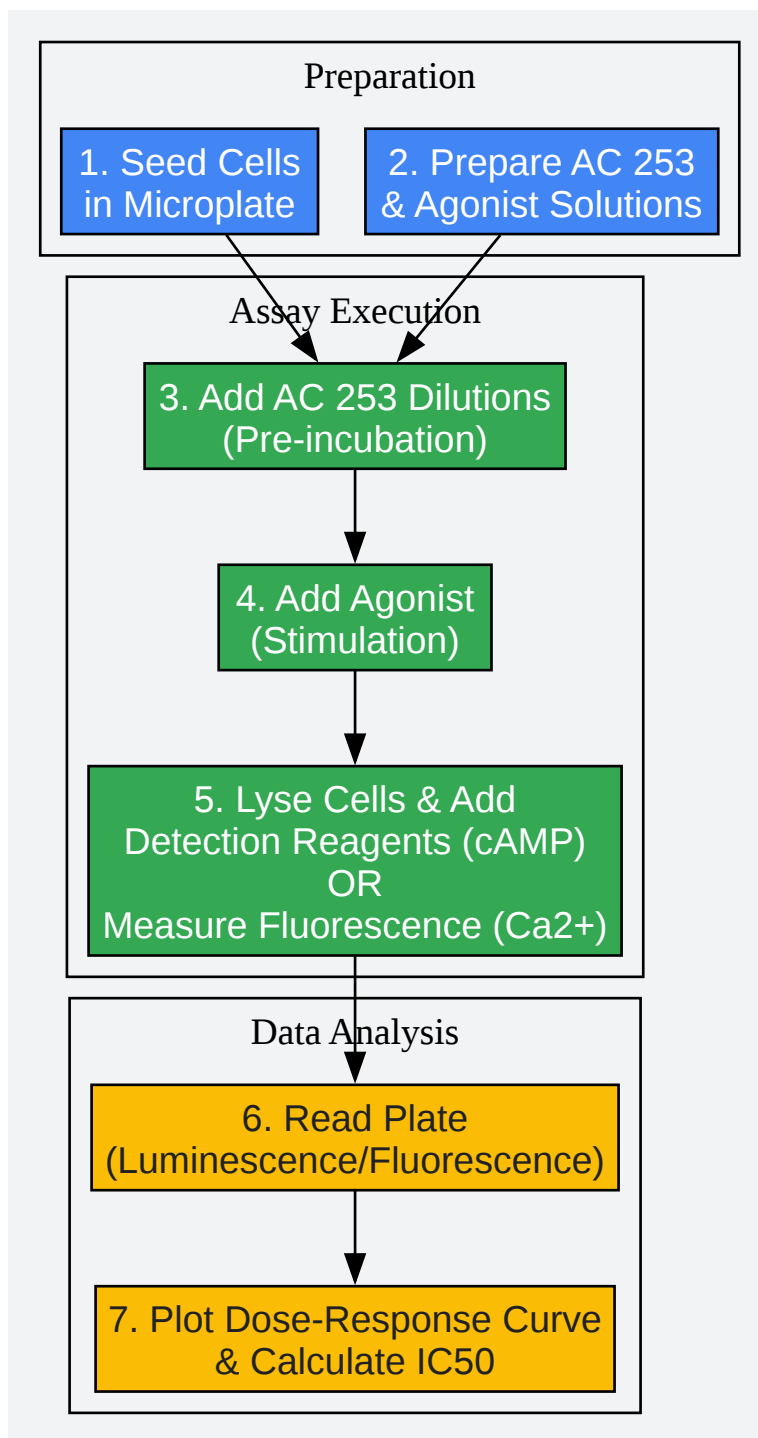 Preparation
1. Seed Cells
in Microplate
2. Prepare AC 253
& Agonist Solutions
Assay Execution
3. Add AC 253 Dilutions
(Pre-incubation)
4. Add Agonist
(Stimulation)
5. Lyse Cells & Add
Detection Reagents (cAMP)
OR
Measure Fluorescence (Ca2+)
Data Analysis
6. Read Plate
(Luminescence/Fluorescence)
7. Plot Dose-Response Curve
& Calculate IC50